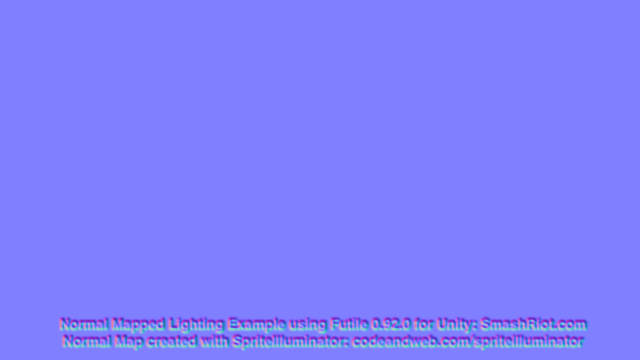 Normal Mapped Lighting Example using Futile 0.92.0 for Unity: SmashRiot.com
Normal Map created with SpriteIlluminator: codeandweb.com/spriteilluminator